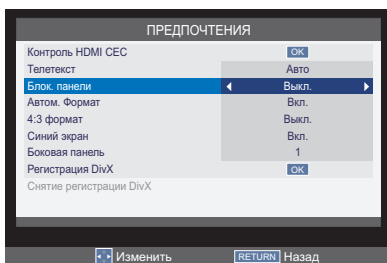 ПРЕДПОЧТЕНИЯ
Контроль HDMI CEC OK
Телетекст Авто
Блок. панели Выкл.
Автом. Формат Вкл.
4:3 формат Выкл.
Синий экран Вкл.
Боковая панель 1
Регистрация DivX OK
Снятие регистрации DivX
Изменить RETURN Назад